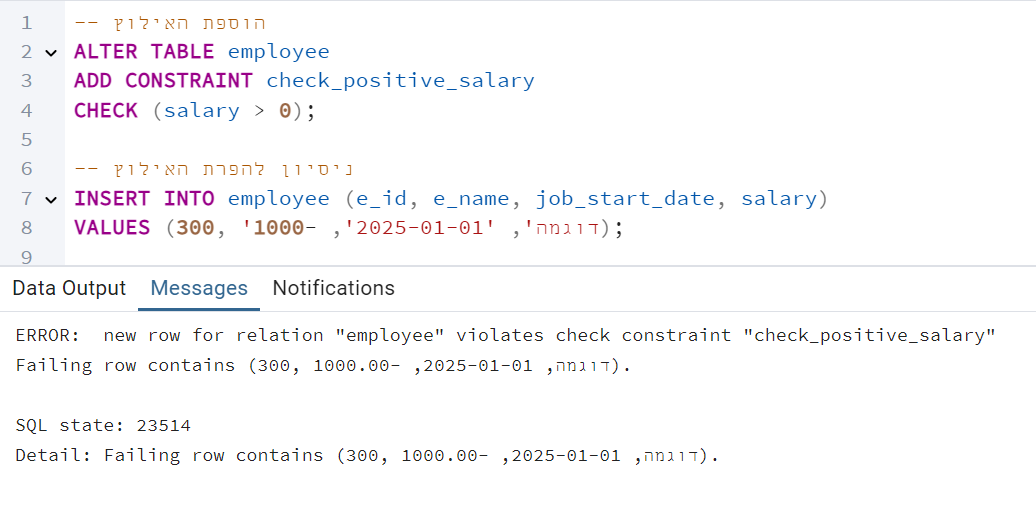 1 -- הוספת האילוץ
2 ALTER TABLE employee
3 ADD CONSTRAINT check_positive_salary
4 CHECK (salary > 0);
5
6 -- ניסיון להפרת האילוץ
7 INSERT INTO employee (e_id, e_name, job_start_date, salary)
8 VALUES (300, 'דוגמה', '2025-01-01', -1000);
9
Data Output Messages Notifications
ERROR:  new row for relation "employee" violates check constraint "check_positive_salary"
Failing row contains (300, דוגמה, 2025-01-01, -1000.00).
SQL state: 23514
Detail: Failing row contains (300, דוגמה, 2025-01-01, -1000.00).